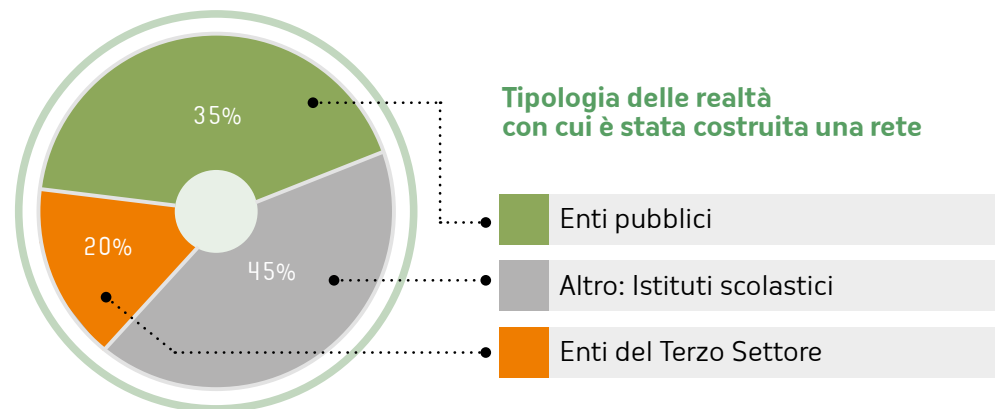 35%
20%
45%
Tipologia delle realtà
con cui è stata costruita una rete
Enti pubblici
Altro: Istituti scolastici
Enti del Terzo Settore